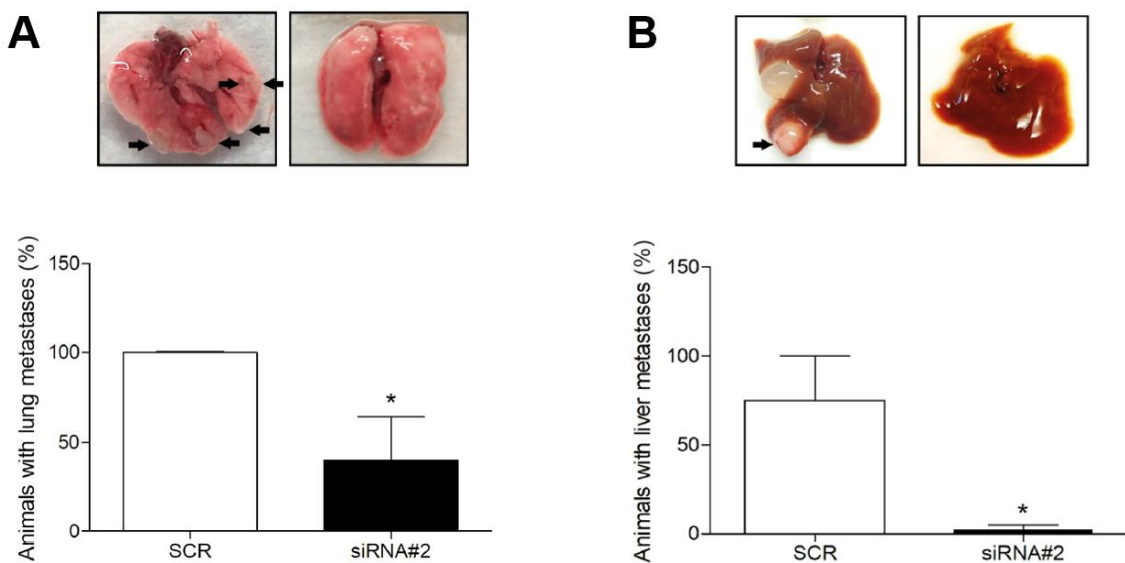 A
B
Animals with lung metastases (%)
150
100
50
0
SCR
siRNA#2
*
Animals with liver metastases (%)
150
100
50
0
SCR
siRNA#2
*